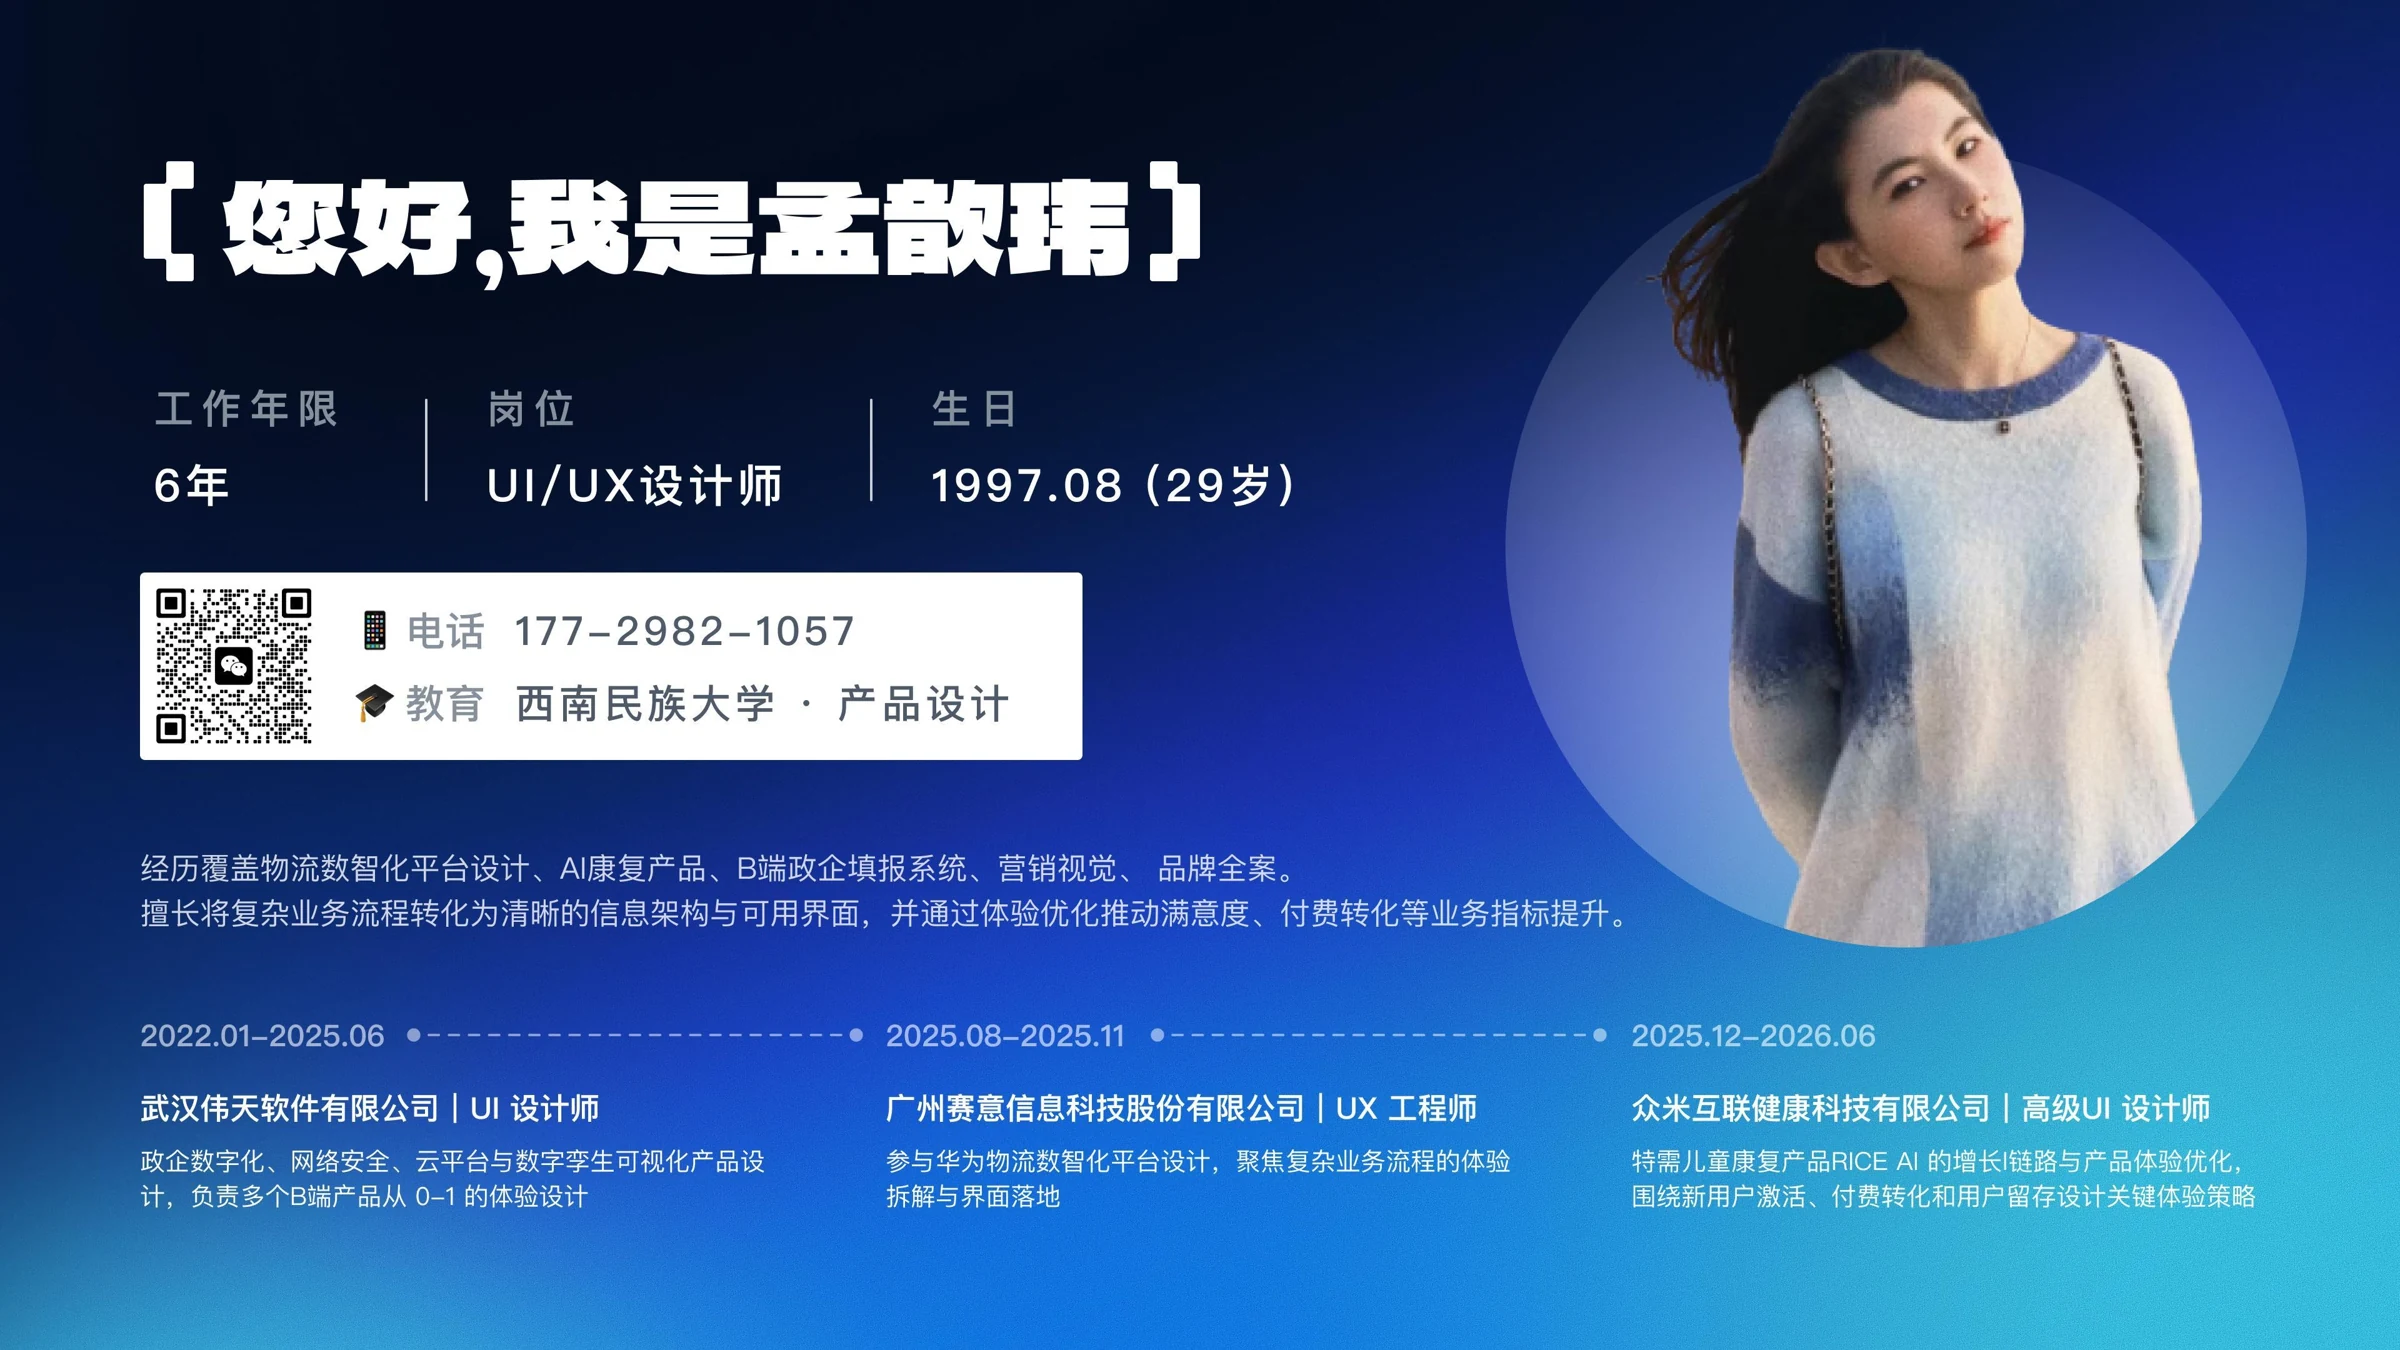 您好,我是孟歆玮
工作年限
岗位
生日
6年
UI/UX设计师
1997.08（29岁）
电话 177-2982-1057
教育 西南民族大学 · 产品设计
经历覆盖物流数智化平台设计、AI康复产品、B端政企填报系统、营销视觉、 品牌全案。
擅长将复杂业务流程转化为清晰的信息架构与可用界面，并通过体验优化推动满意度、付费转化等业务指标提升。
2022.01-2025.06
武汉伟天软件有限公司｜UI 设计师
政企数字化、网络安全、云平台与数字孪生可视化产品设
计，负责多个B端产品从 0-1 的体验设计
2025.08-2025.11
广州赛意信息科技股份有限公司｜UX 工程师
参与华为物流数智化平台设计，聚焦复杂业务流程的体验
拆解与界面落地
2025.12-2026.06
众米互联健康科技有限公司｜高级UI 设计师
特需儿童康复产品RICE AI 的增长l链路与产品体验优化，
围绕新用户激活、付费转化和用户留存设计关键体验策略